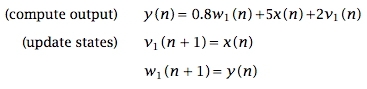 (compute output) y(n) = 0.8w₁(n)+5x(n)+2v₁(n)
(update states) v₁(n+1) = x(n)
w₁(n+1) = y(n)